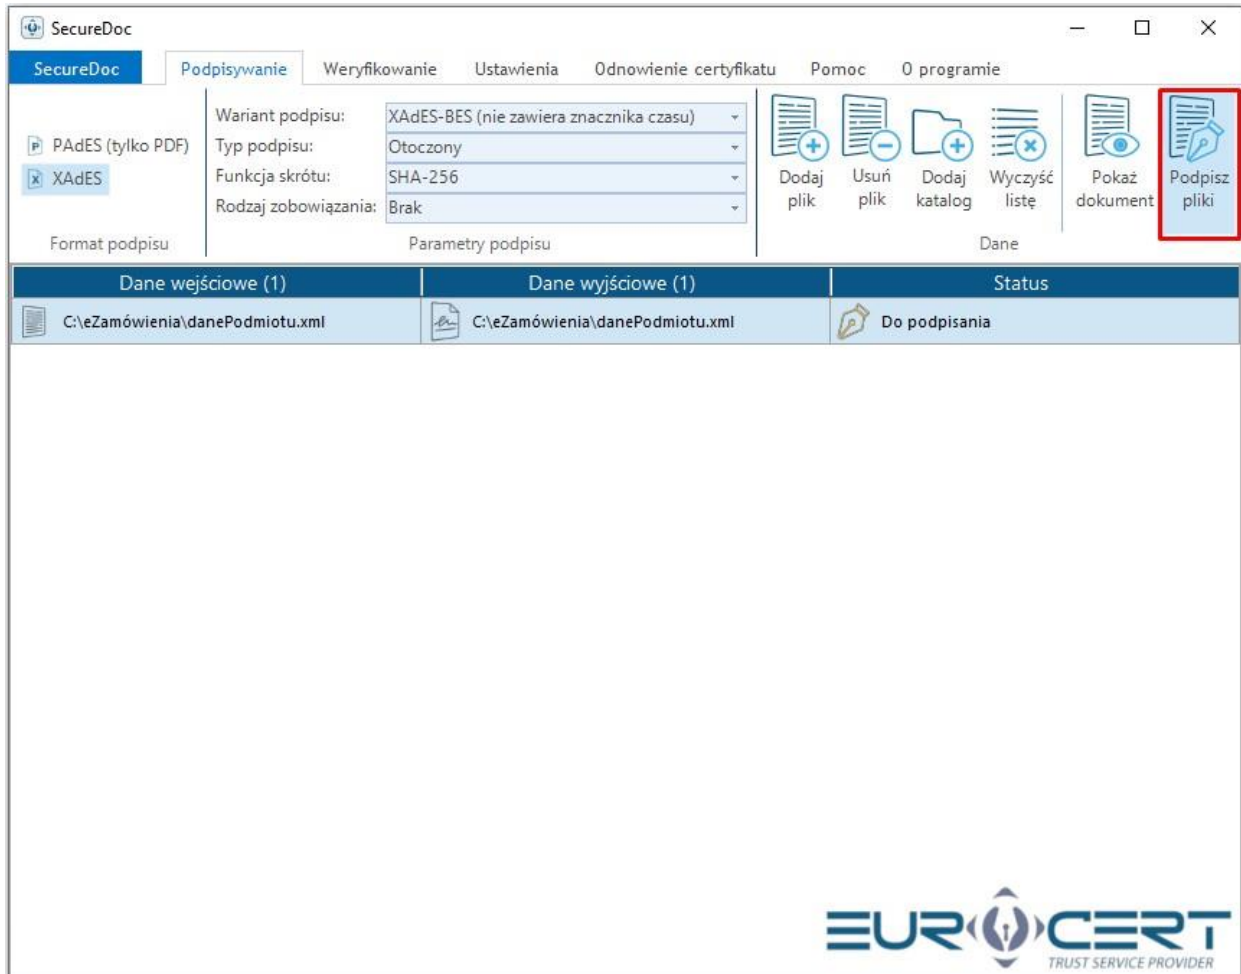 SecureDoc
SecureDoc Podpisywanie Weryfikowanie Ustawienia Odnowienie certyfikatu Pomoc O programie
PAdES (tylko PDF)
XAdES
Format podpisu
Wariant podpisu: XAdES-BES (nie zawiera znacznika czasu)
Typ podpisu: Otoczony
Funkcja skrótu: SHA-256
Rodzaj zobowiązania: Brak
Parametry podpisu
Dodaj plik
Usuń plik
Dodaj katalog
Wyczyść listę
Pokaż dokument
Podpisz pliki
Dane
Dane wejściowe (1) Dane wyjściowe (1) Status
C:\eZamówienia\danePodmiotu.xml C:\eZamówienia\danePodmiotu.xml Do podpisania
EUROCERT
TRUST SERVICE PROVIDER